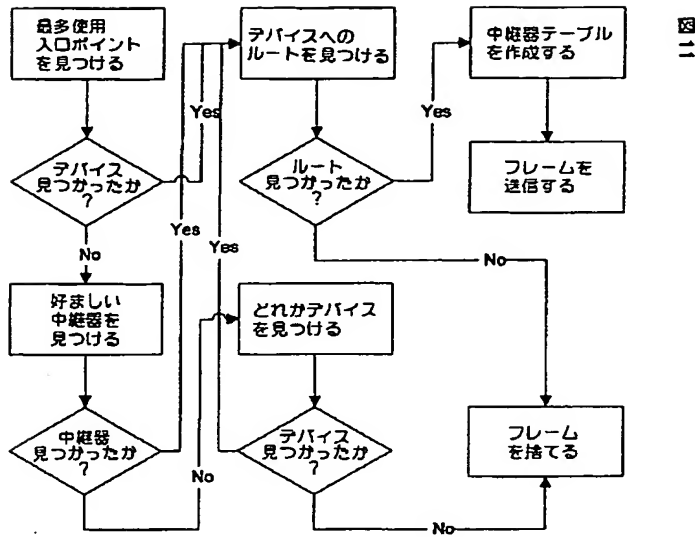 最多使用
入口ポイント
を見つける
デバイスへの
ルートを見つける
中継器テーブル
を作成する
図二
Yes
Yes
デバイス
見つかったか
?
ルート
見つかったか
?
フレームを
送信する
Yes
Yes
No
No
好ましい
中継器を
見つける
どれかデバイス
を見つける
中継器
見つかったか
?
No
デバイス
見つかったか
?
フレーム
を捨てる
No